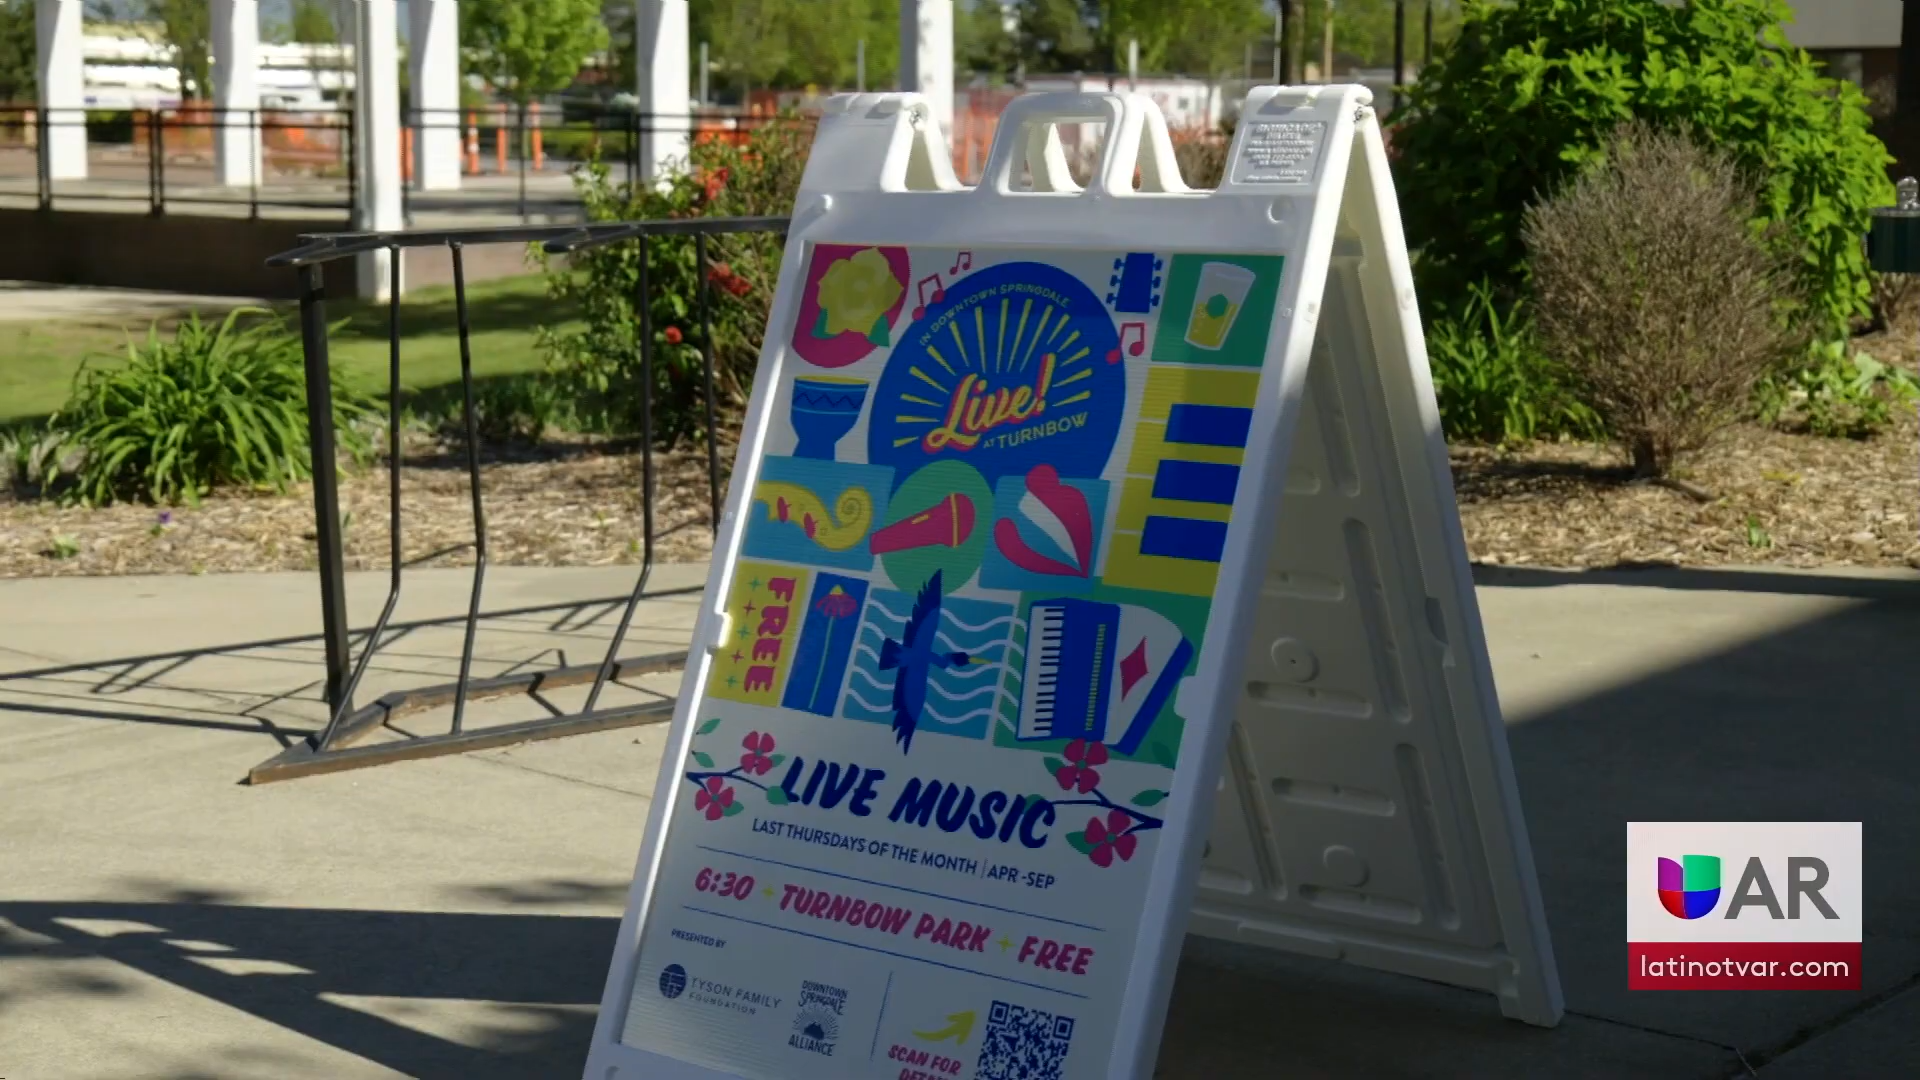 IN DOWNTOWN SPRINGDALE
Live!
AT TURNBOW
FREE
LIVE MUSIC
LAST THURSDAYS OF THE MONTH | APR-SEP
6:30 + TURNBOW PARK + FREE
PRESENTED BY
TYSON FAMILY
FOUNDATION
DOWNTOWN
SPRINGDALE
ALLIANCE
SCAN FOR
AR
latinotvar.com